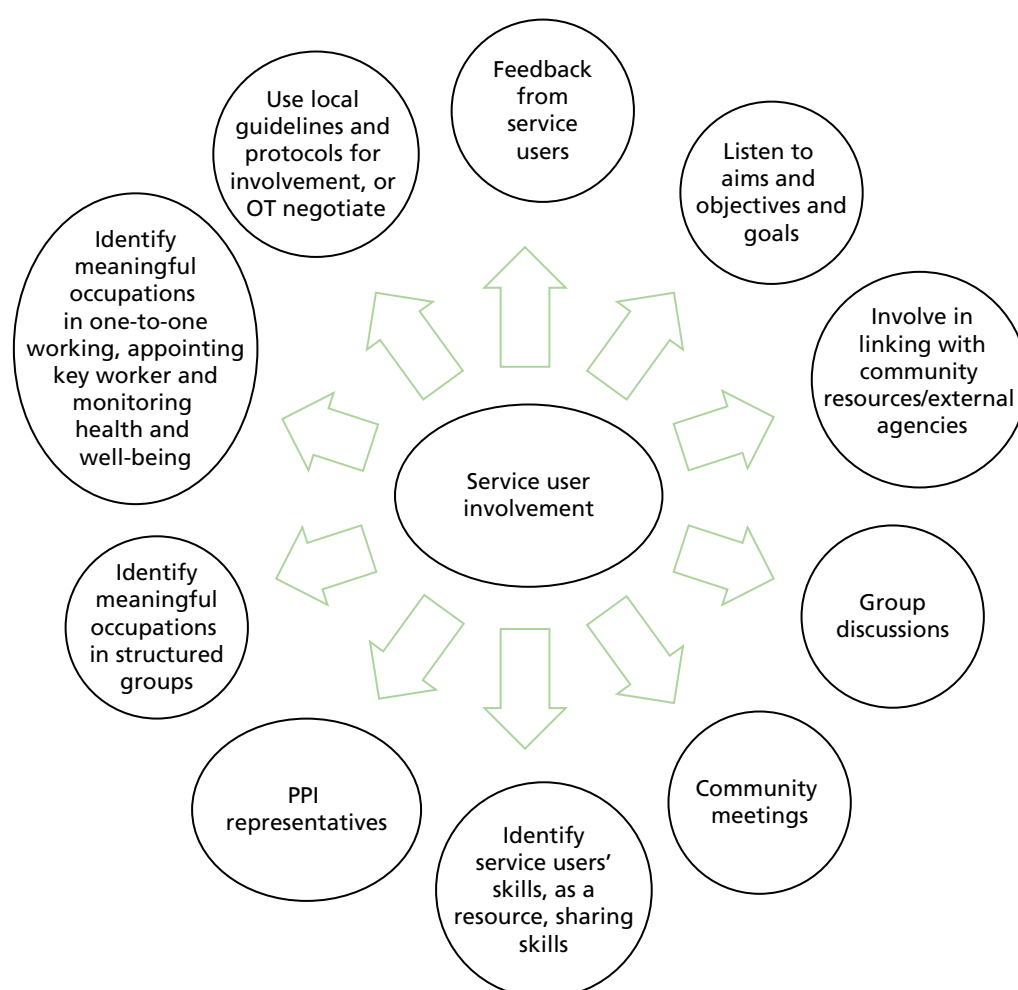 Feedback
from
service
users
Listen to
aims and
objectives and
goals
Involve in
linking with
community
resources/external
agencies
Group
discussions
Community
meetings
Identify
service users’
skills, as a
resource, sharing
skills
PPI
representatives
Identify
meaningful
occupations
in structured
groups
Identify
meaningful
occupations
in one-to-one
working, appointing
key worker and
monitoring
health and
well-being
Use local
guidelines and
protocols for
involvement, or
OT negotiate
Service user
involvement